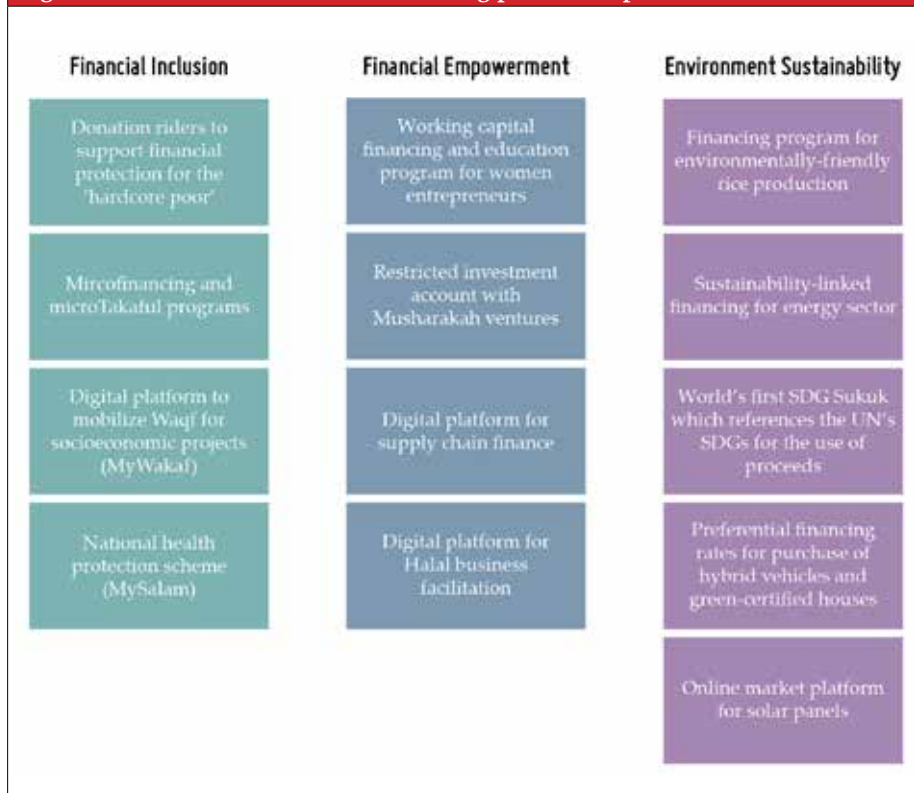 Financial Inclusion
Donation riders to
support financial
protection for the
'hardcore poor'
Mircofinancing and
microTakaful programs
Digital platform to
mobilize Waqf for
socioeconomic projects
(MyWakaf)
National health
protection scheme
(MySalam)
Financial Empowerment
Working capital
financing and education
program for women
entrepreneurs
Restricted investment
account with
Musharakah ventures
Digital platform for
supply chain finance
Digital platform for
Halal business
facilitation
Environment Sustainability
Financing program for
environmentally-friendly
rice production
Sustainability-linked
financing for energy sector
World's first SDG Sukuk
which references the UN's
SDGs for the use of
proceeds
Preferential financing
rates for purchase of
hybrid vehicles and
green-certified houses
Online market platform
for solar panels